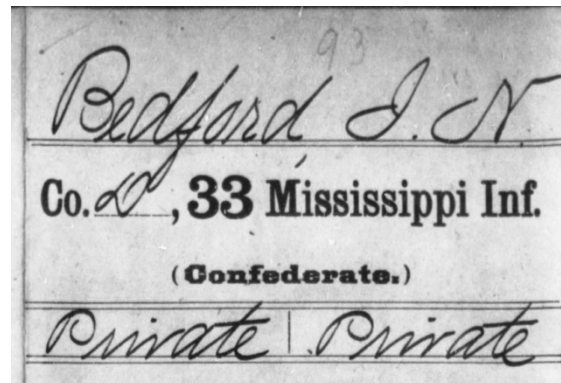 93
Bedford, I. N.
Co. D, 33 Mississippi Inf.
(Confederate.)
Private | Private